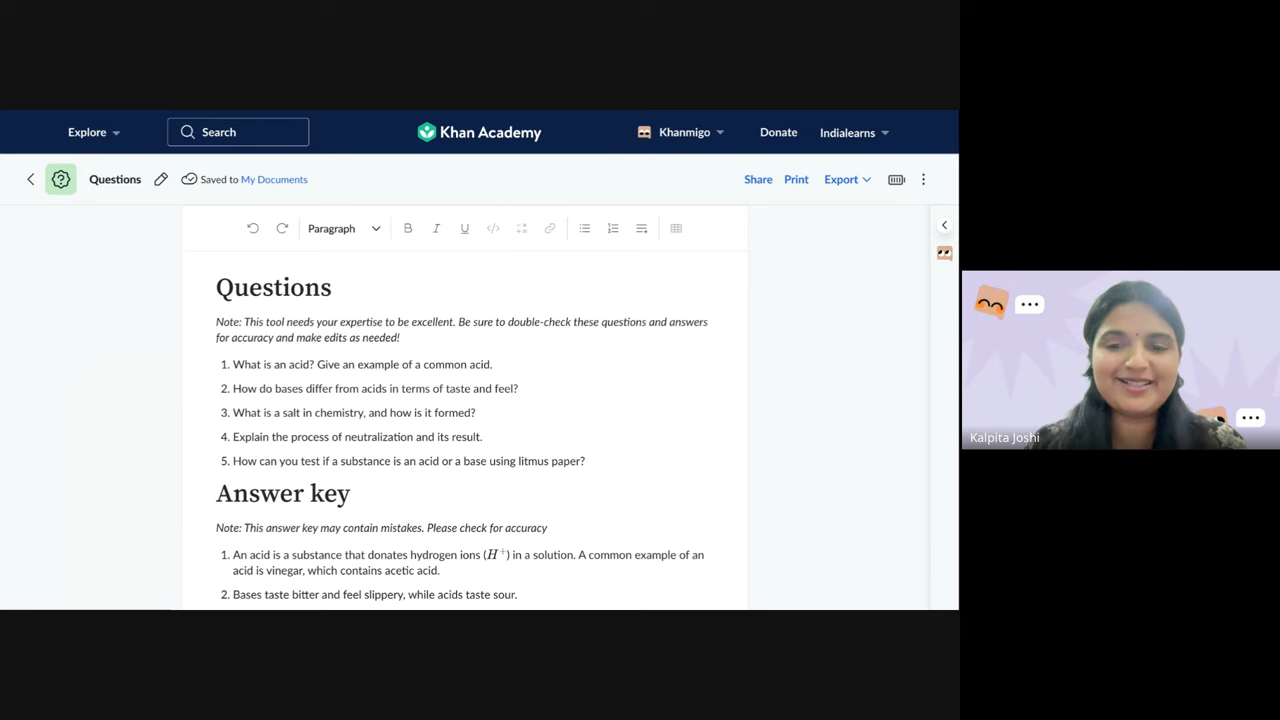 Explore
Search
Khan Academy
Khanmigo
Donate
Indialearns
Questions
Saved to My Documents
Share
Print
Export
Paragraph
B
I
U
Questions
Note: This tool needs your expertise to be excellent. Be sure to double-check these questions and answers
for accuracy and make edits as needed!
1. What is an acid? Give an example of a common acid.
2. How do bases differ from acids in terms of taste and feel?
3. What is a salt in chemistry, and how is it formed?
4. Explain the process of neutralization and its result.
5. How can you test if a substance is an acid or a base using litmus paper?
Answer key
Note: This answer key may contain mistakes. Please check for accuracy
1. An acid is a substance that donates hydrogen ions (H⁺) in a solution. A common example of an
acid is vinegar, which contains acetic acid.
2. Bases taste bitter and feel slippery, while acids taste sour.
Kalpita Joshi